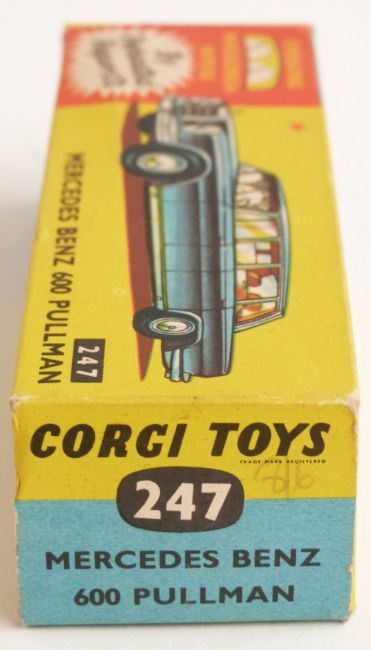 MERCEDES BENZ 600 PULLMAN 247
CORGI TOYS
TRADE MARK REGISTERED
247
MERCEDES BENZ
600 PULLMAN